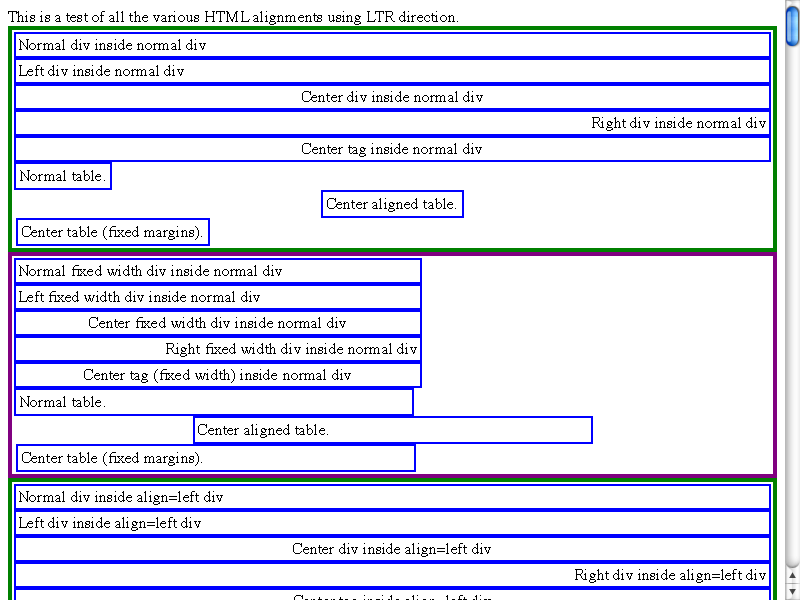 This is a test of all the various HTML alignments using LTR direction.
Normal div inside normal div
Left div inside normal div
Center div inside normal div
Right div inside normal div
Center tag inside normal div
Normal table.
Center aligned table.
Center table (fixed margins).
Normal fixed width div inside normal div
Left fixed width div inside normal div
Center fixed width div inside normal div
Right fixed width div inside normal div
Center tag (fixed width) inside normal div
Normal table.
Center aligned table.
Center table (fixed margins).
Normal div inside align=left div
Left div inside align=left div
Center div inside align=left div
Right div inside align=left div
Center tag inside align=left div